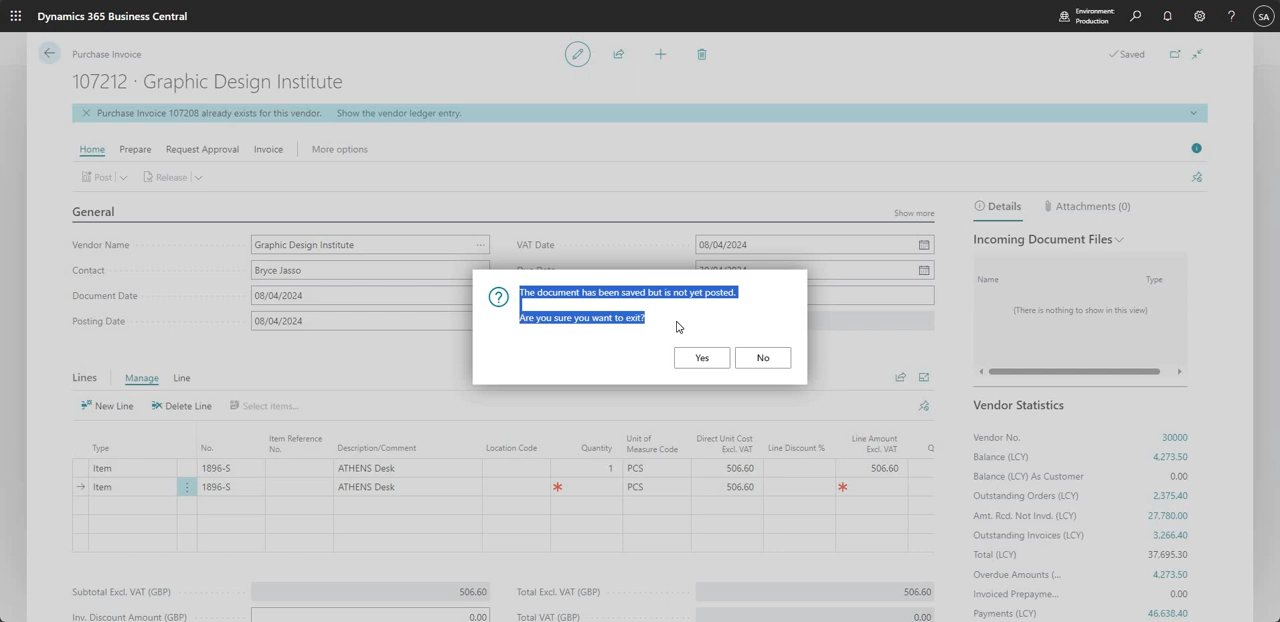 Dynamics 365 Business Central
Environment:
Production
SA
Purchase Invoice
Saved
107212 · Graphic Design Institute
Purchase Invoice 107208 already exists for this vendor. Show the vendor ledger entry.
Home Prepare Request Approval Invoice More options
Post Release
General
Show more
Vendor Name Graphic Design Institute
Contact Bryce Jasso
Document Date 08/04/2024
Posting Date 08/04/2024
VAT Date 08/04/2024
The document has been saved but is not yet posted.
Are you sure you want to exit?
Yes No
Details Attachments (0)
Incoming Document Files
Name Type
(There is nothing to show in this view)
Lines Manage Line
New Line Delete Line Select items...
Type No. Item Reference No. Description/Comment Location Code Quantity Unit of Measure Code Direct Unit Cost Excl. VAT Line Discount % Line Amount Excl. VAT Q
Item 1896-S ATHENS Desk 1 PCS 506.60 506.60
Item 1896-S ATHENS Desk * PCS 506.60 *
Subtotal Excl. VAT (GBP) 506.60 Total Excl. VAT (GBP) 506.60
Inv. Discount Amount (GBP) 0.00 Total VAT (GBP) 0.00
Vendor Statistics
Vendor No. 30000
Balance (LCY) 4,273.50
Balance (LCY) As Customer 0.00
Outstanding Orders (LCY) 2,375.40
Amt. Rcd. Not Invd. (LCY) 27,780.00
Outstanding Invoices (LCY) 3,266.40
Total (LCY) 37,695.30
Overdue Amounts (... 4,273.50
Invoiced Prepayme... 0.00
Payments (LCY) 46,638.40